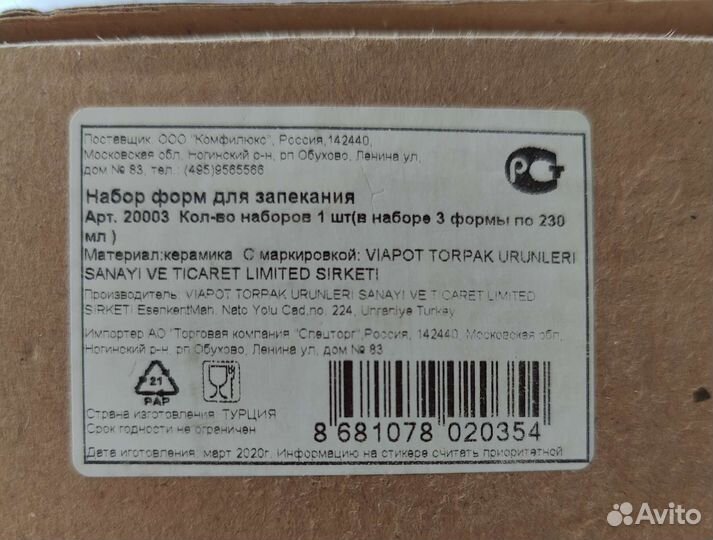 Поставщик: ООО "Комфилюкс", Россия,142440,
Московская обл, Ногинский р-н, рп Обухово, Ленина ул,
дом № 83, тел.: (495)9565566
РСТ
Набор форм для запекания
Арт. 20003 Кол-во наборов 1 шт(в наборе 3 формы по 230
мл )
Материал:керамика С маркировкой: VIAPOT TORPAK URUNLERI
SANAYI VE TICARET LIMITED SIRKETI
Производитель: VIAPOT TORPAK URUNLERI SANAYI VE TICARET LIMITED
SIRKETI EsenkentMah. Nato Yolu Cad.no. 224, Umraniye Turkey
Импортер АО "Торговая компания "Спецторг",Россия, 142440, Московская обл,
Ногинский р-н, рп Обухово, Ленина ул, дом № 83
21
PAP
Страна изготовления: ТУРЦИЯ
Срок годности не ограничен
8 681078 020354
Дата изготовления: март 2020г. Информацию на стикере считать приоритетной
Avito